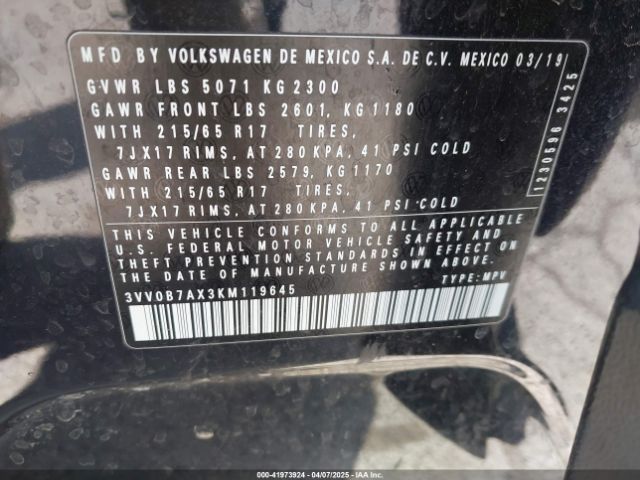 MFD BY VOLKSWAGEN DE MEXICO S.A. DE C.V. MEXICO 03/19
GVWR LBS 5071 KG 2300
GAWR FRONT LBS 2601, KG 1180
WITH 215/65 R17 TIRES,
7JX17 RIMS, AT 280 KPA, 41 PSI COLD
GAWR REAR LBS 2579, KG 1170
WITH 215/65 R17 TIRES,
7JX17 RIMS, AT 280 KPA, 41 PSI COLD
THIS VEHICLE CONFORMS TO ALL APPLICABLE
U.S. FEDERAL MOTOR VEHICLE SAFETY AND
THEFT PREVENTION STANDARDS IN EFFECT ON
THE DATE OF MANUFACTURE SHOWN ABOVE.
3VV0B7AX3KM119645 TYPE: MPV
1230596 3425
000-41973924 - 04/07/2025 - IAAI.com